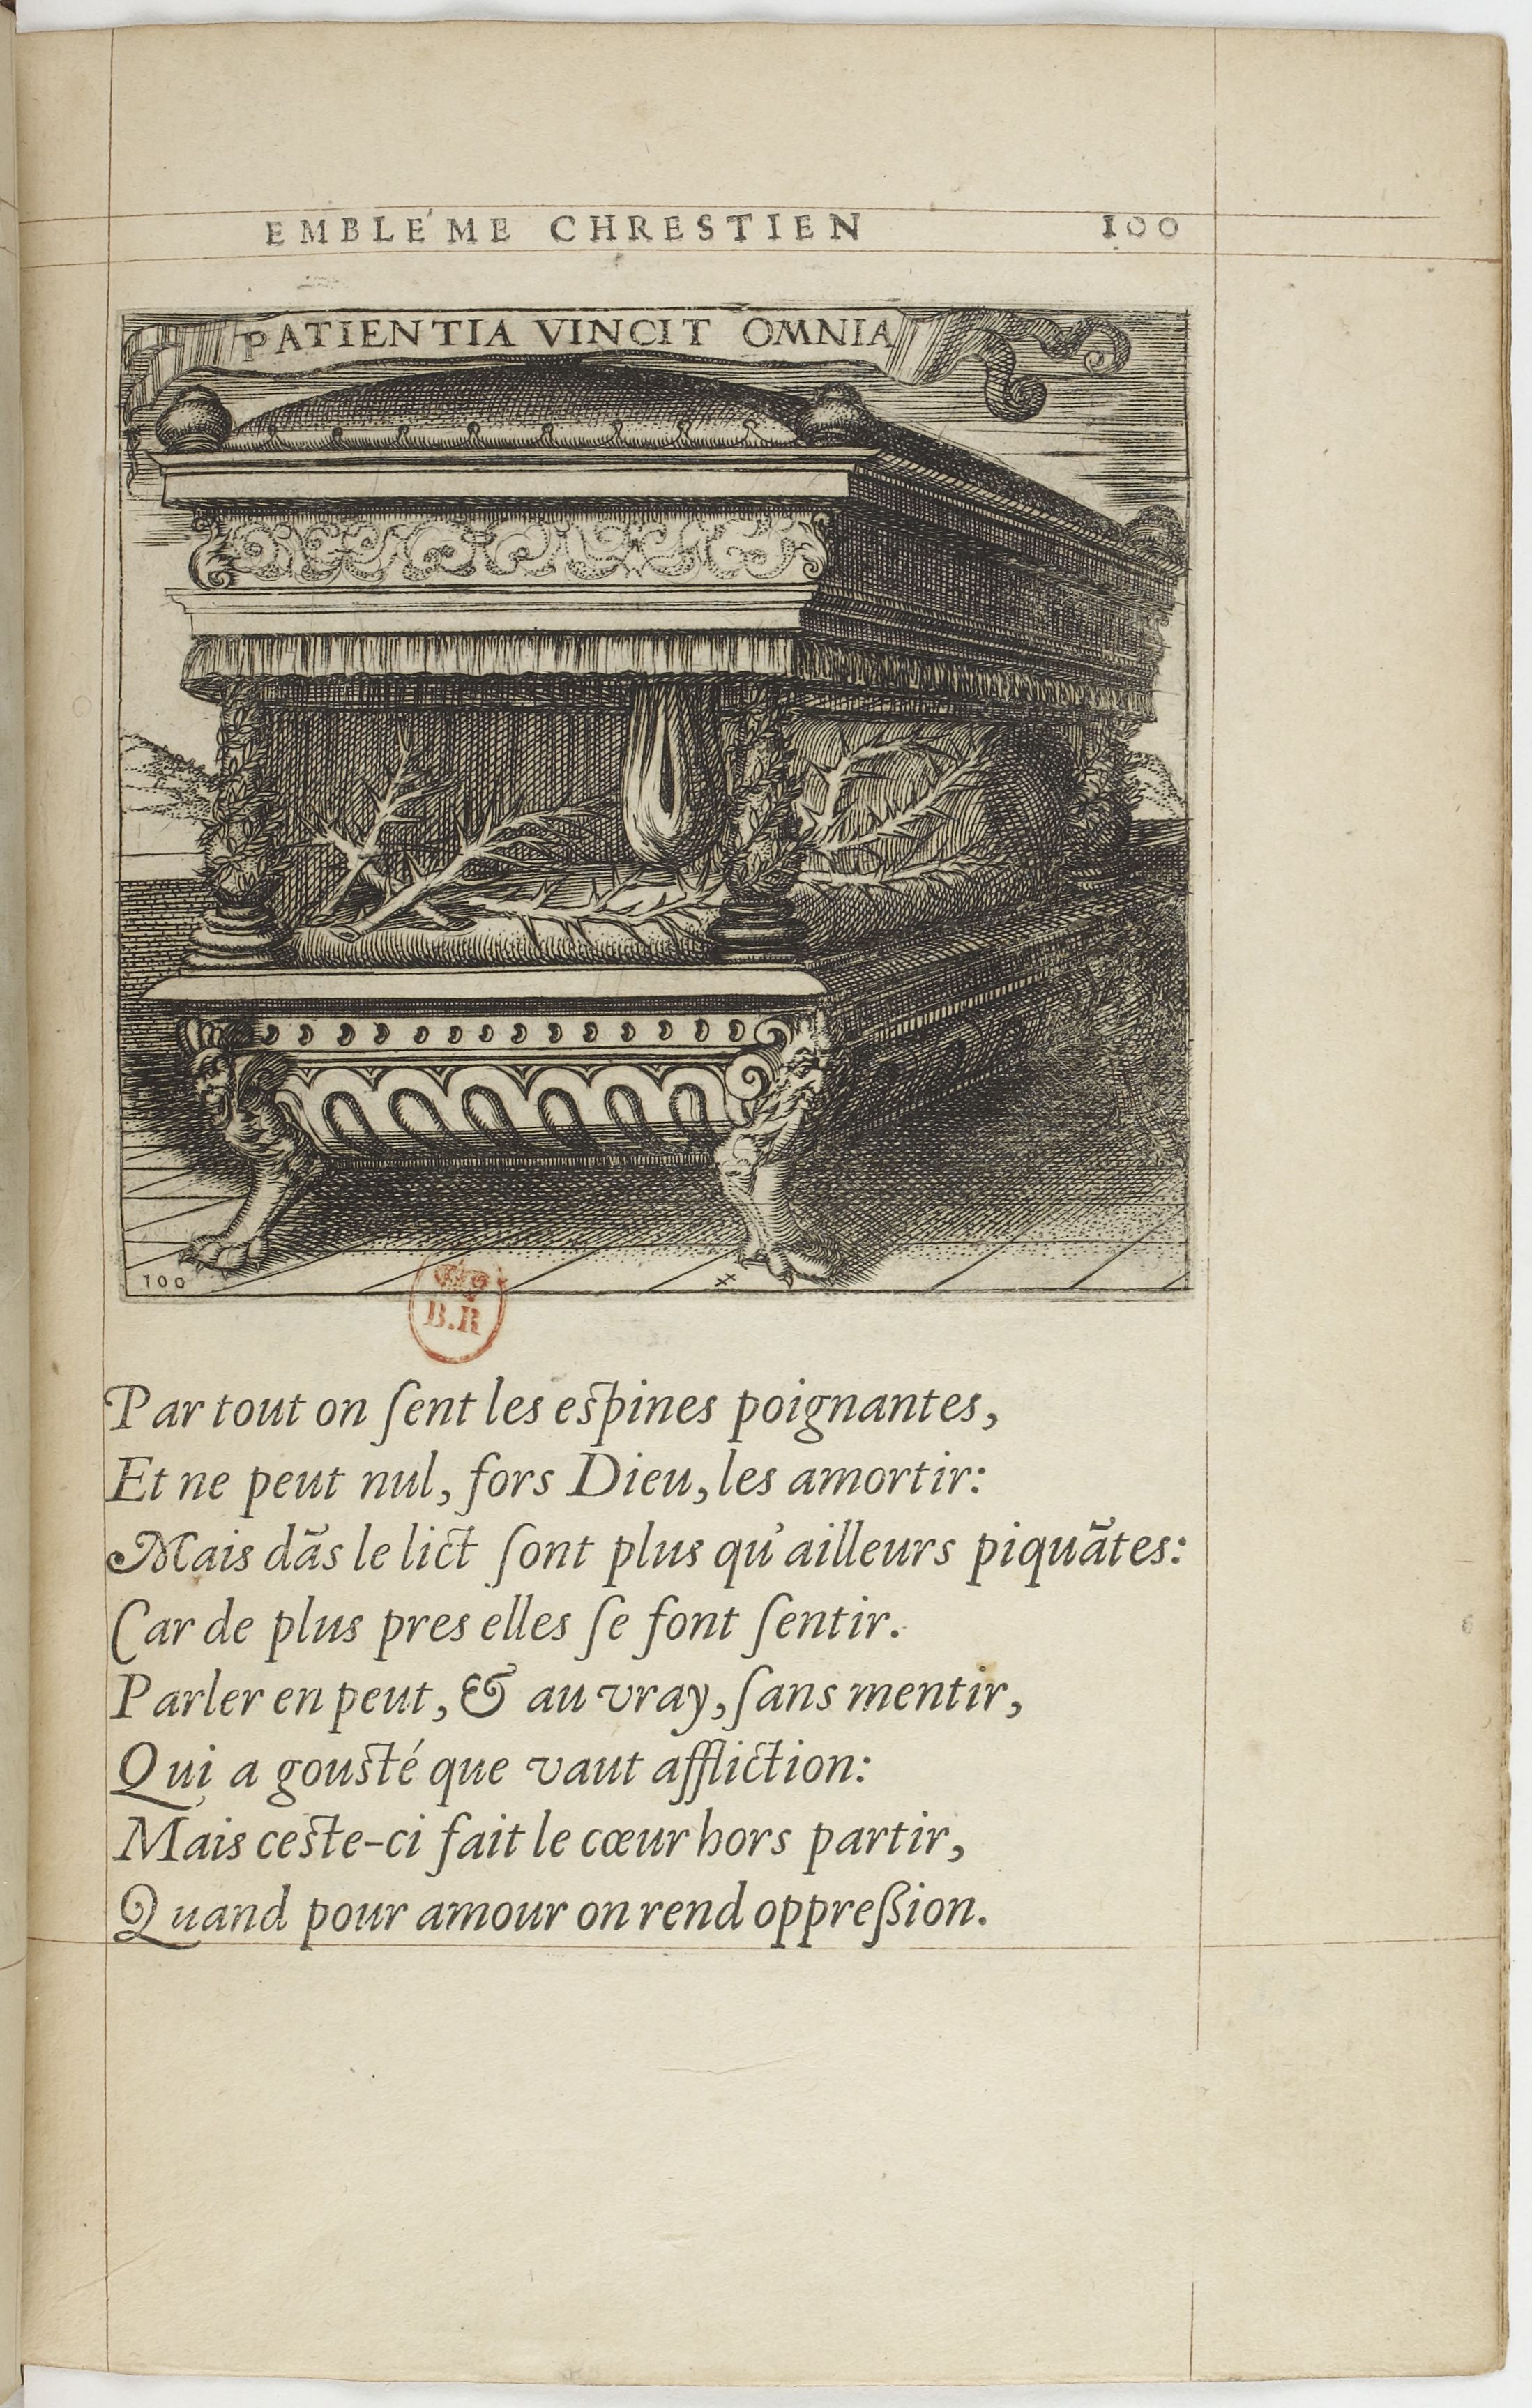 EMBLEME CHRESTIEN 100
PATIENTIA VINCIT OMNIA
100
B.R
Par tout on ſent les eſpines poignantes,
Et ne peut nul, fors Dieu, les amortir:
Mais dãs le lict ſont plus qu'ailleurs piquãtes:
Car de plus pres elles ſe font ſentir.
Parler en peut, & au vray, ſans mentir,
Qui a gouſté que vaut affliction:
Mais ceſte-ci fait le cœur hors partir,
Quand pour amour on rend oppreſsion.